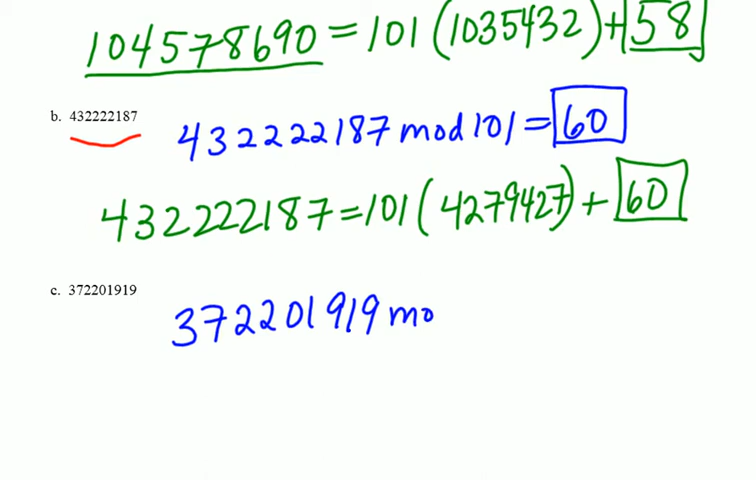 104578690 = 101 (1035432) + 58
b. 432222187
432222187 mod 101 = 60
432222187 = 101 (4279427) + 60
c. 372201919
372201919 mo